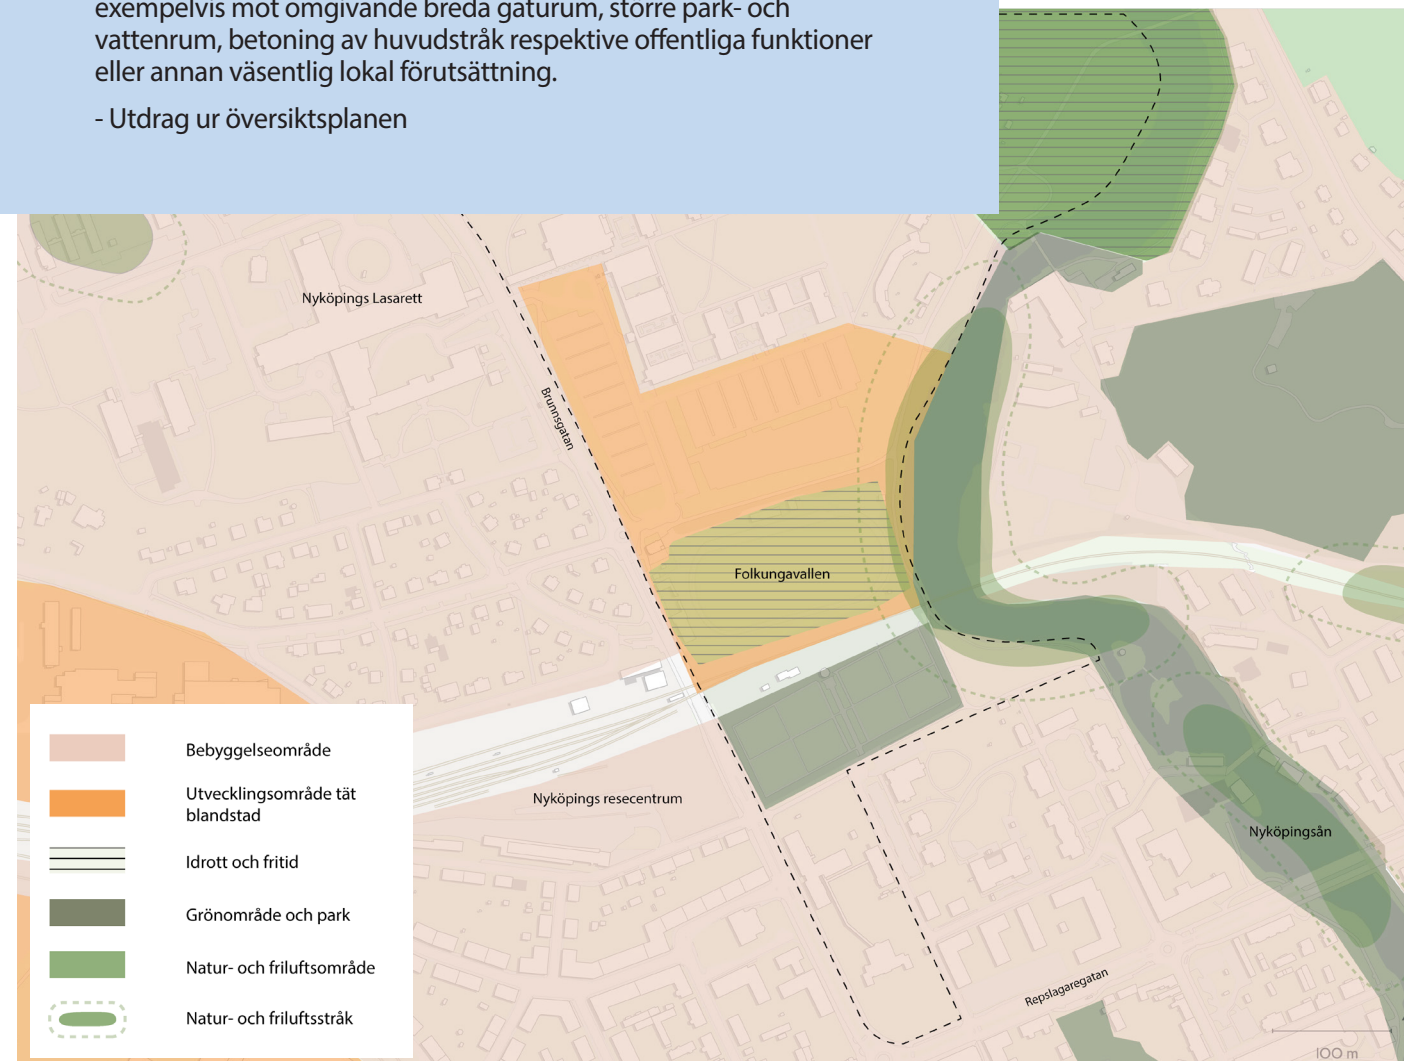 exempelvis mot omgivande breda gaturum, större park- och
vattenrum, betoning av huvudstråk respektive offentliga funktioner
eller annan väsentlig lokal förutsättning.
- Utdrag ur översiktsplanen
Nyköpings Lasarett
Brunnsgatan
Folkungavallen
Nyköpings resecentrum
Nyköpingsån
Repslagaregatan
Bebyggelseområde
Utvecklingsområde tät
blandstad
Idrott och fritid
Grönområde och park
Natur- och friluftsområde
Natur- och friluftsstråk
100 m